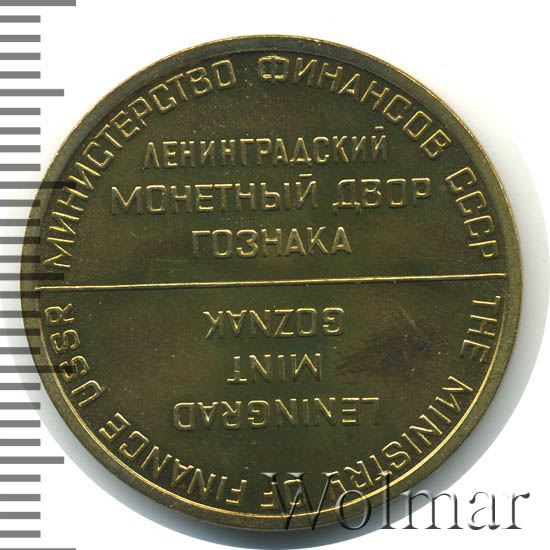 МИНИСТЕРСТВО ФИНАНСОВ СССР
ЛЕНИНГРАДСКИЙ
МОНЕТНЫЙ ДВОР
ГОЗНАКА
THE MINISTRY OF FINANCE USSR
LENINGRAD
MINT
GOZNAK
Wolmar